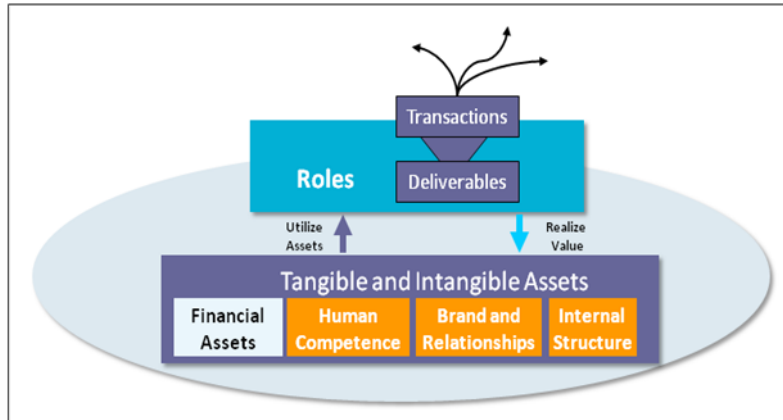 Transactions
Roles
Deliverables
Utilize
Assets
Realize
Value
Tangible and Intangible Assets
Financial
Assets
Human
Competence
Brand and
Relationships
Internal
Structure